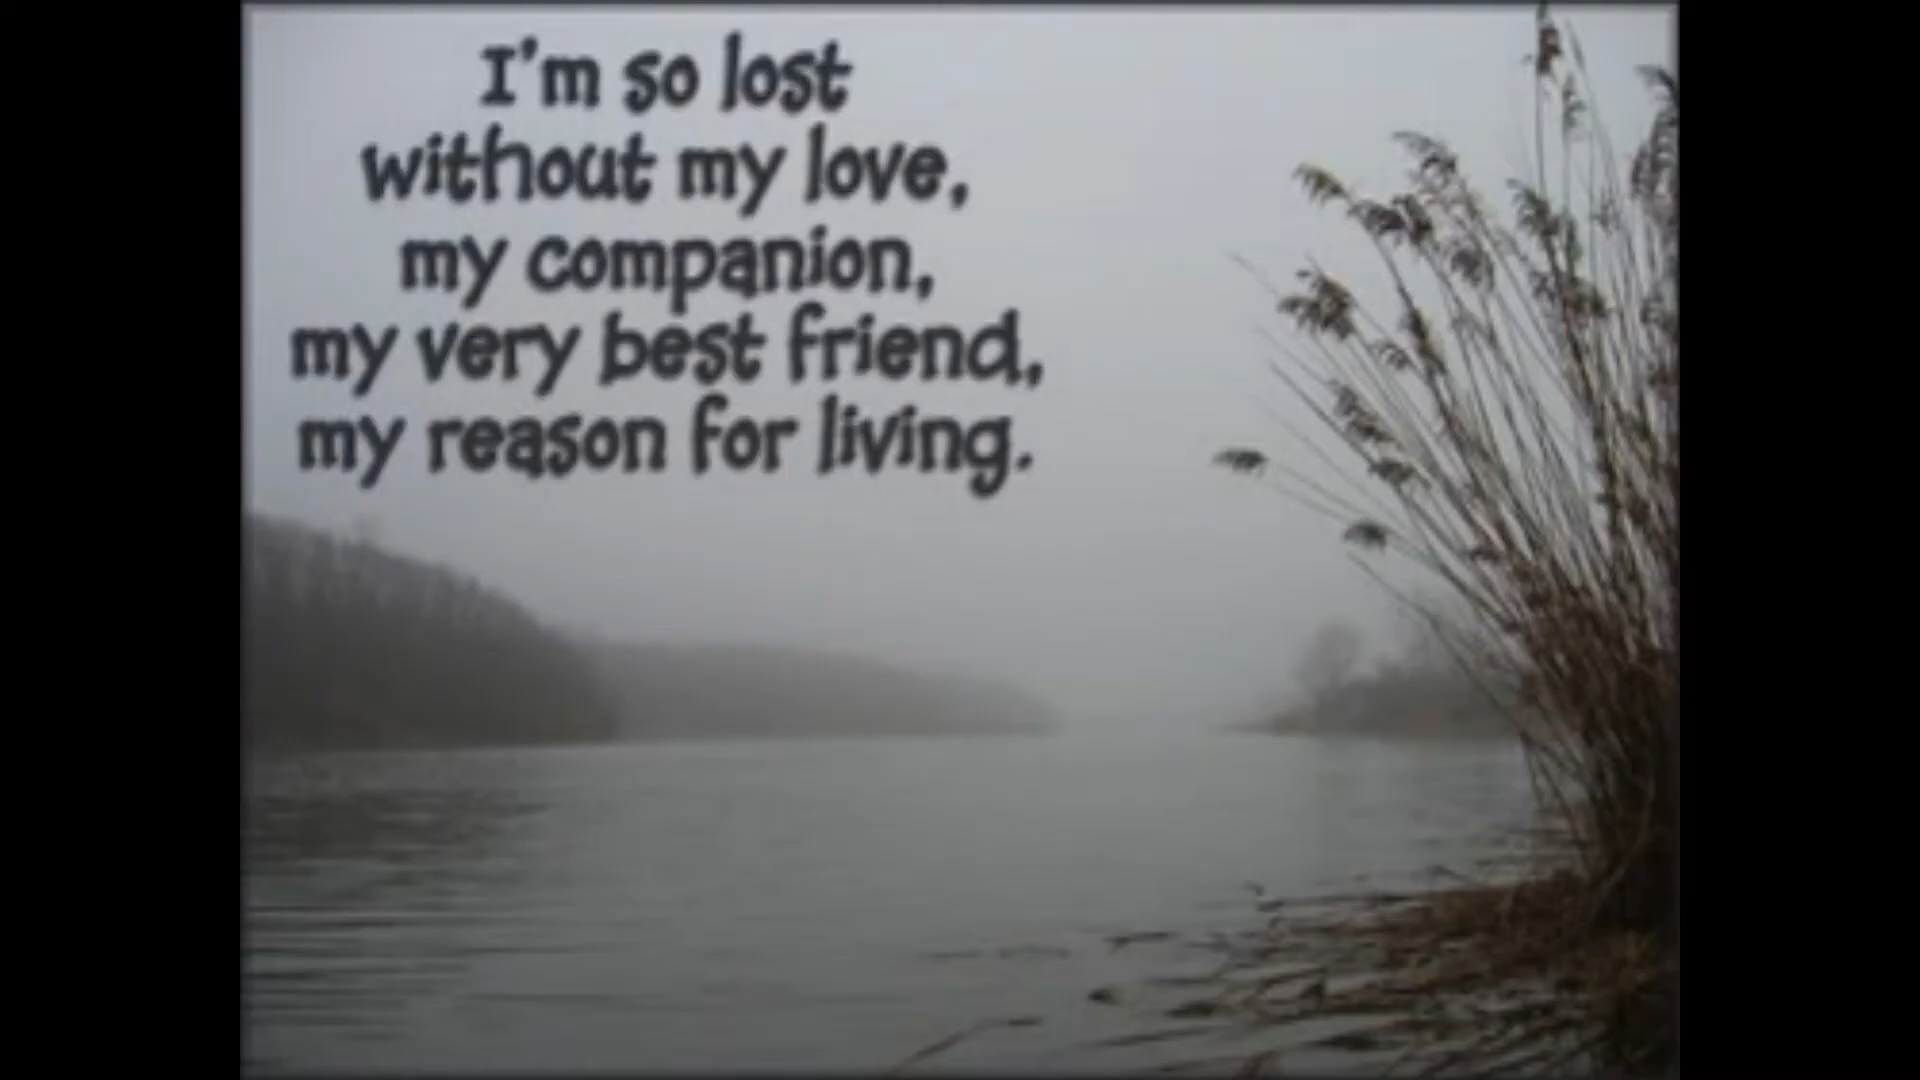 I'm so lost
without my love,
my companion,
my very best friend,
my reason for living.